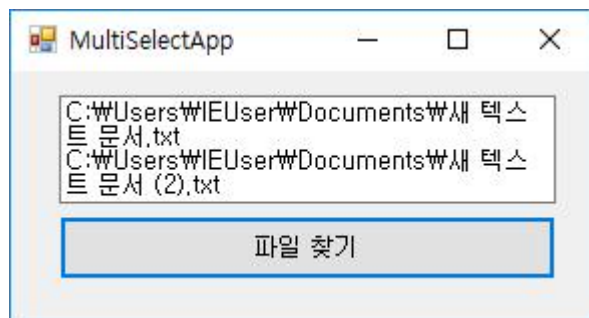 MultiSelectApp
C:₩Users₩IEUser₩Documents₩새 텍스
트 문서.txt
C:₩Users₩IEUser₩Documents₩새 텍스
트 문서 (2).txt
파일 찾기